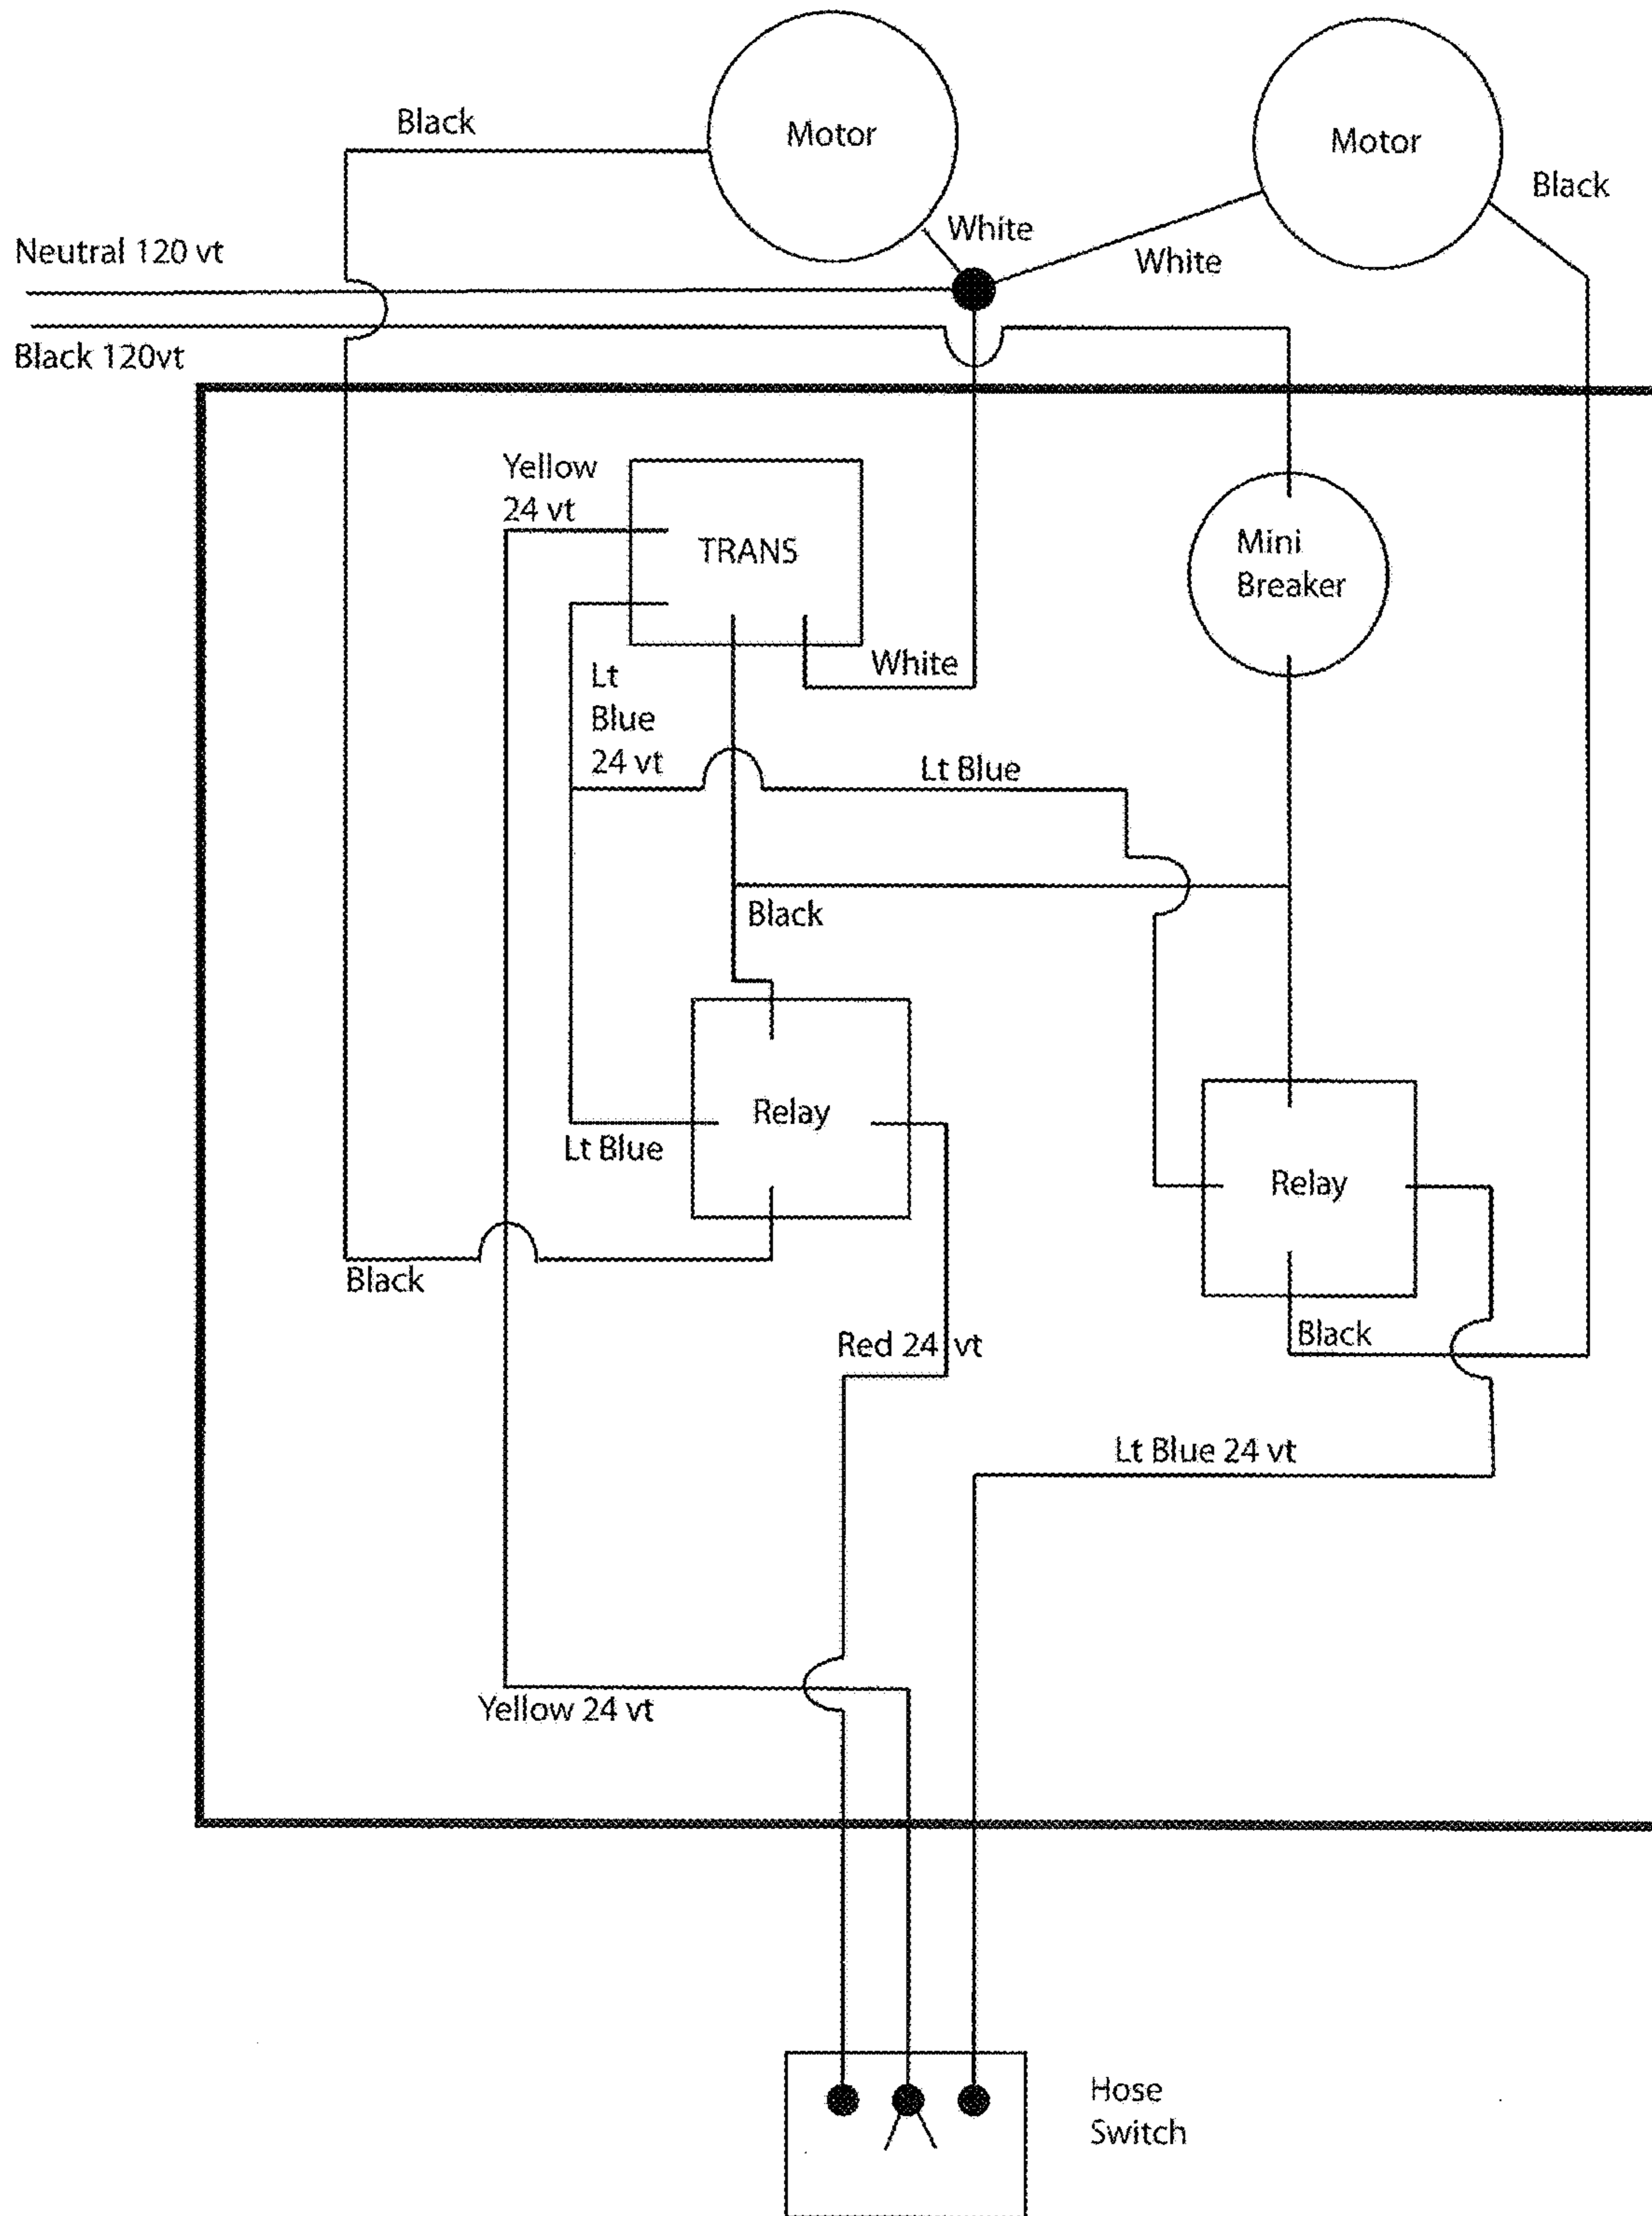 Motor
Motor
Black
Black
White
White
Neutral 120 vt
Black 120vt
Yellow
24 vt
TRANS
Mini
Breaker
White
Lt
Blue
24 vt
Lt Blue
Black
Relay
Lt Blue
Relay
Black
Black
Red 24 vt
Lt Blue 24 vt
Yellow 24 vt
Hose
Switch